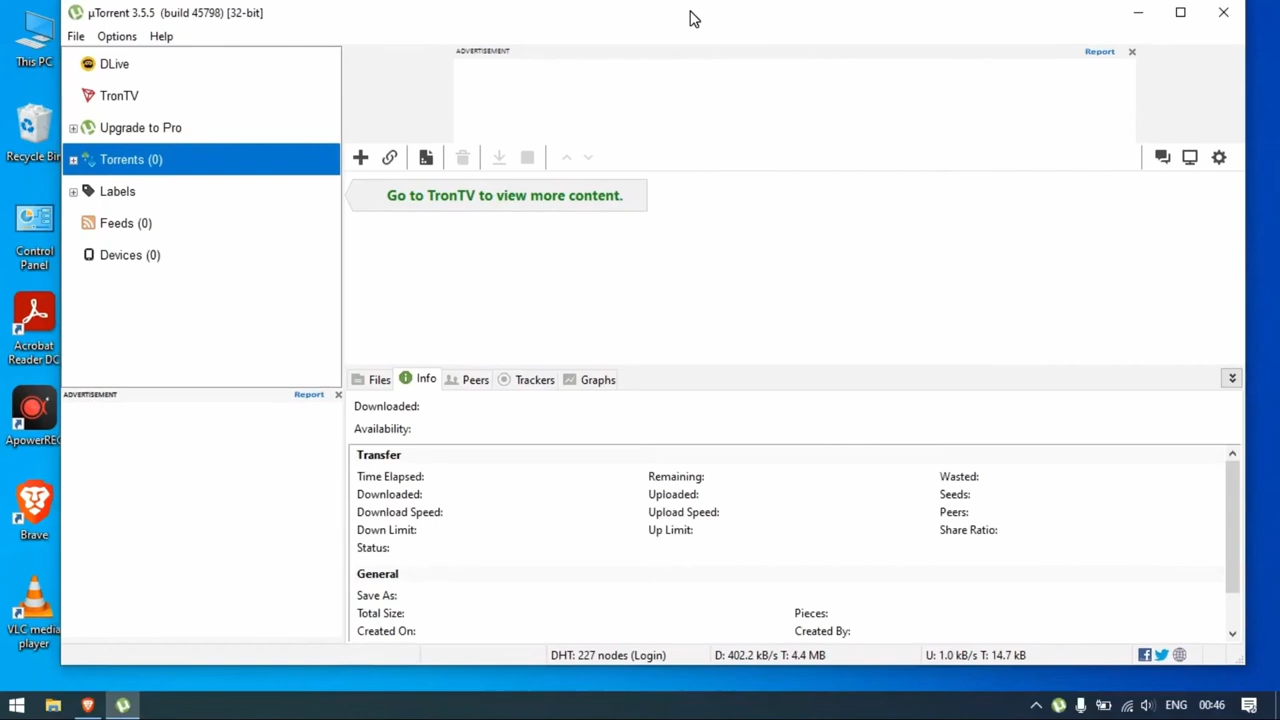 µTorrent 3.5.5 (build 45798) [32-bit]
File Options Help
This PC
Recycle Bin
Control
Panel
Acrobat
Reader DC
ApowerREC
Brave
VLC media
player
DLive
TronTV
Upgrade to Pro
Torrents (0)
Labels
Feeds (0)
Devices (0)
ADVERTISEMENT Report
ADVERTISEMENT Report
Go to TronTV to view more content.
Files Info Peers Trackers Graphs
Downloaded:
Availability:
Transfer
Time Elapsed: Remaining: Wasted:
Downloaded: Uploaded: Seeds:
Download Speed: Upload Speed: Peers:
Down Limit: Up Limit: Share Ratio:
Status:
General
Save As:
Total Size: Pieces:
Created On: Created By:
DHT: 227 nodes (Login) D: 402.2 kB/s T: 4.4 MB U: 1.0 kB/s T: 14.7 kB
ENG 00:46